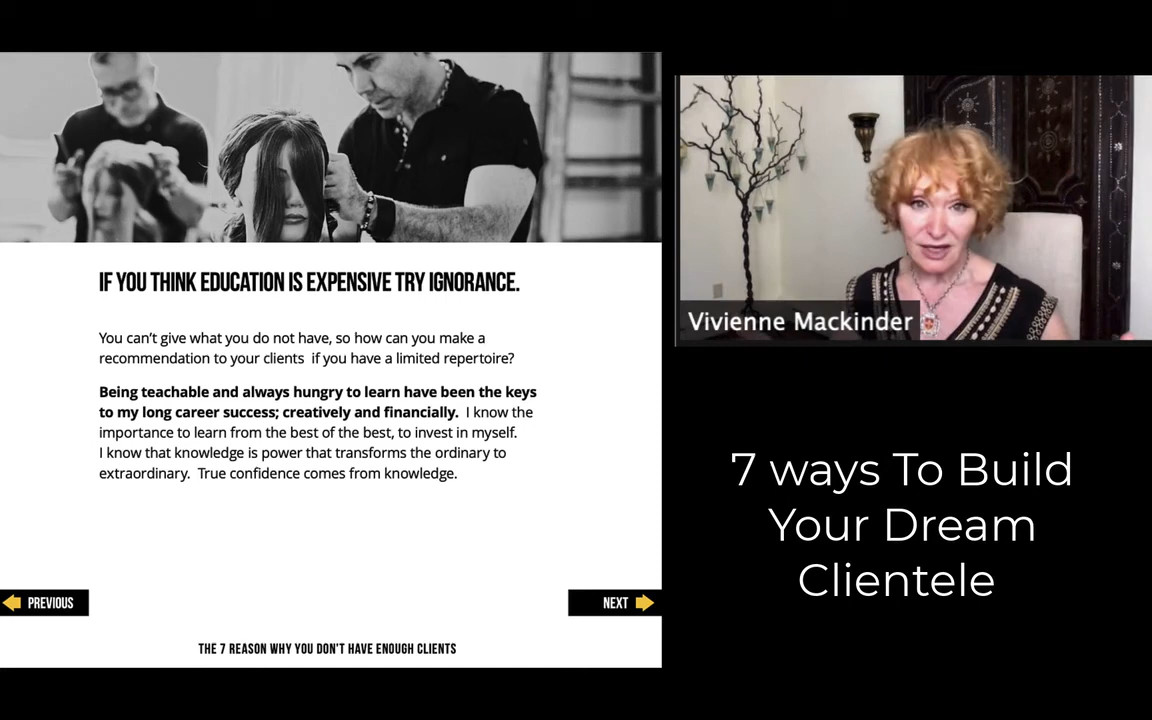 IF YOU THINK EDUCATION IS EXPENSIVE TRY IGNORANCE.
You can't give what you do not have, so how can you make a
recommendation to your clients  if you have a limited repertoire?
Being teachable and always hungry to learn have been the keys
to my long career success; creatively and financially.  I know the
importance to learn from the best of the best, to invest in myself.
I know that knowledge is power that transforms the ordinary to
extraordinary.  True confidence comes from knowledge.
PREVIOUS
NEXT
THE 7 REASON WHY YOU DON'T HAVE ENOUGH CLIENTS
Vivienne Mackinder
7 ways To Build
Your Dream
Clientele